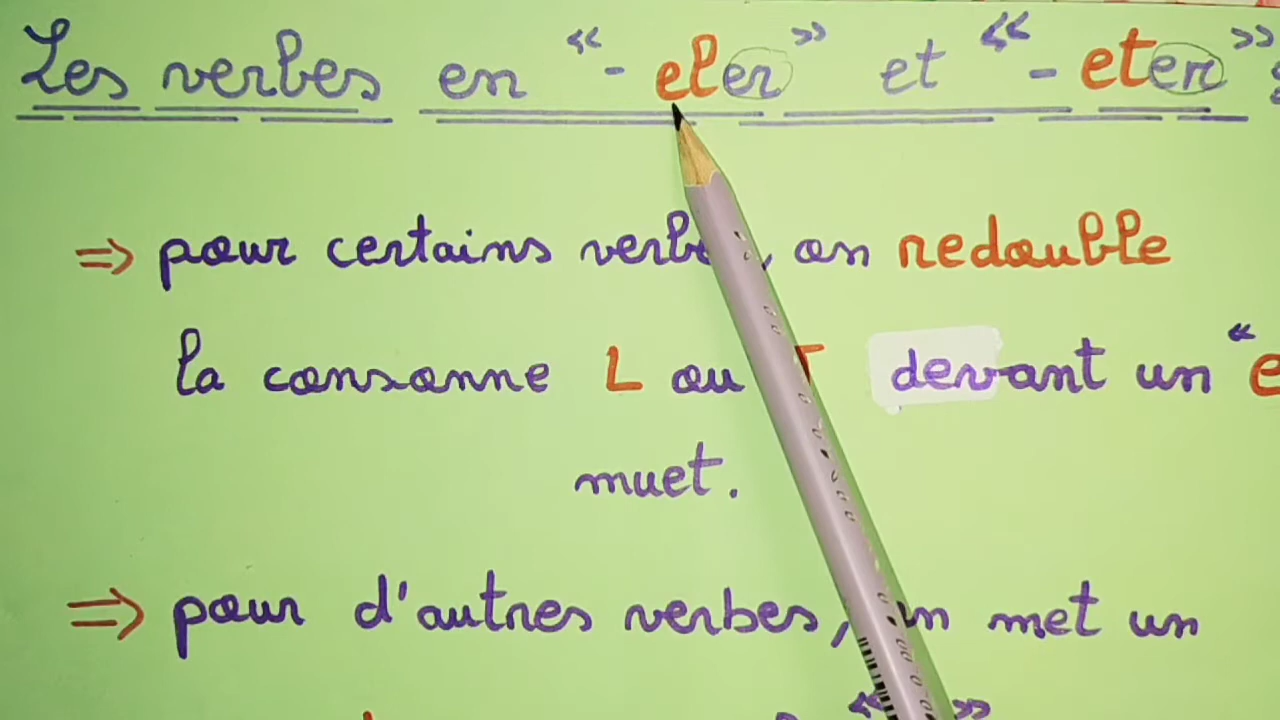 Les verbes en "-eler" et "-eter"
⇒ pour certains verbes, on redouble
la consonne L ou T devant un "e
muet.
⇒ pour d'autres verbes, on met un